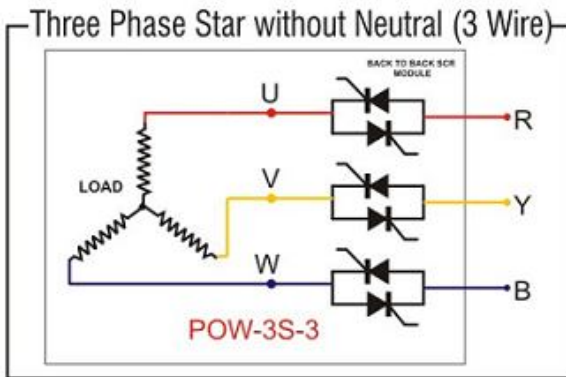 Three Phase Star without Neutral (3 Wire)
BACK TO BACK SCR
MODULE
U
R
LOAD
V
Y
W
B
POW-3S-3